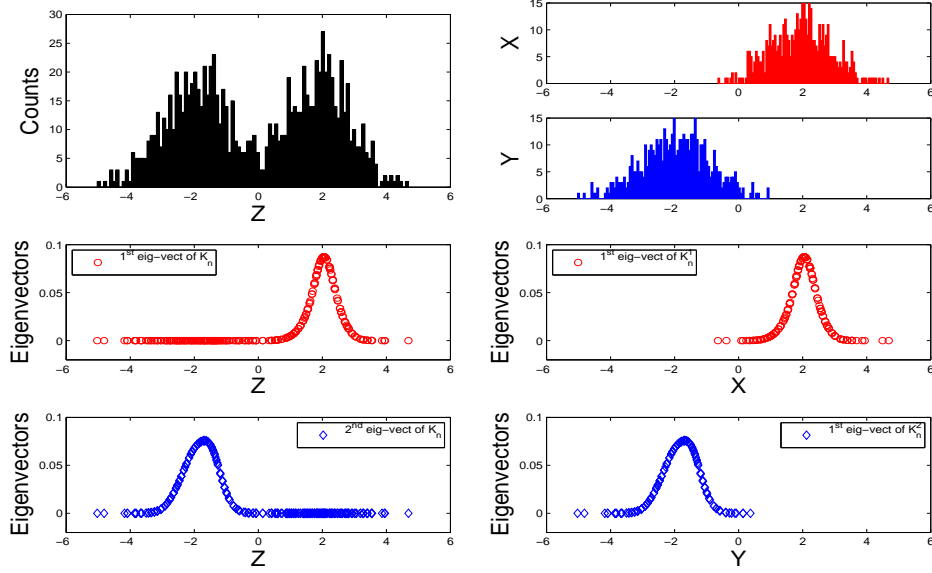 30
25
20
15
10
5
0
Counts
−6 −4 −2 0 2 4 6
Z
15
10
5
0
X
−6 −4 −2 0 2 4 6
15
10
5
0
Y
−6 −4 −2 0 2 4 6
0.1
0.05
0
Eigenvectors
1st eig−vect of Kn
−6 −4 −2 0 2 4 6
Z
0.1
0.05
0
Eigenvectors
1st eig−vect of K1n
−6 −4 −2 0 2 4 6
X
0.1
0.05
0
Eigenvectors
2nd eig−vect of Kn
−6 −4 −2 0 2 4 6
Z
0.1
0.05
0
Eigenvectors
1st eig−vect of K2n
−6 −4 −2 0 2 4 6
Y